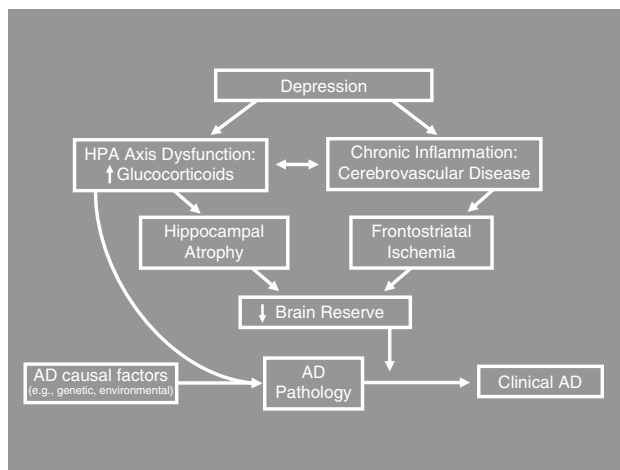 Depression
HPA Axis Dysfunction:
↑Glucocorticoids
Chronic Inflammation:
Cerebrovascular Disease
Hippocampal
Atrophy
Frontostriatal
Ischemia
↓ Brain Reserve
AD causal factors
(e.g., genetic, environmental)
AD
Pathology
Clinical AD